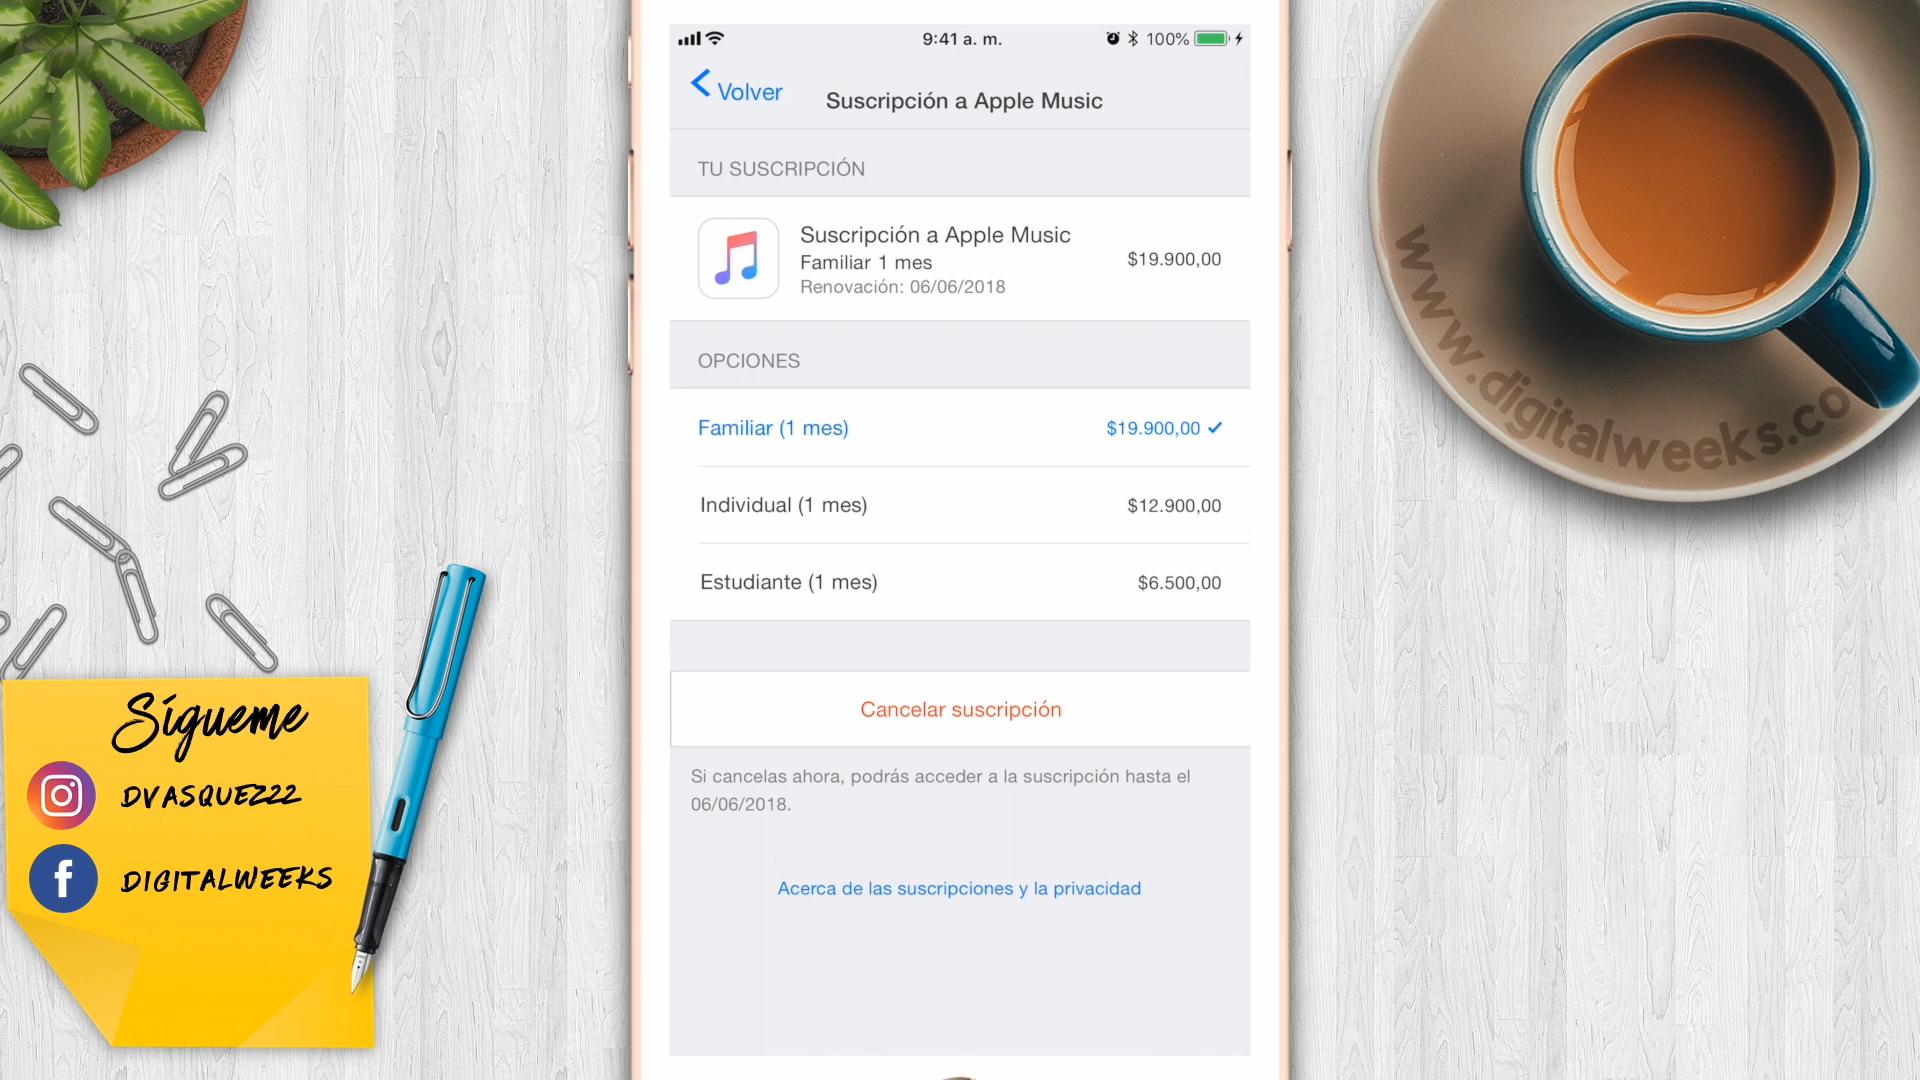 9:41 a. m.
100%
Volver
Suscripción a Apple Music
TU SUSCRIPCIÓN
Suscripción a Apple Music
Familiar 1 mes
$19.900,00
Renovación: 06/06/2018
OPCIONES
Familiar (1 mes)
$19.900,00
Individual (1 mes)
$12.900,00
Estudiante (1 mes)
$6.500,00
Cancelar suscripción
Si cancelas ahora, podrás acceder a la suscripción hasta el
06/06/2018.
Acerca de las suscripciones y la privacidad
Sígueme
DVASQUEZ22
DIGITALWEEKS
www.digitalweeks.co